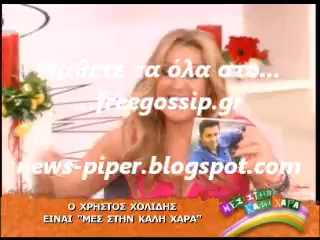 Μάθετε τα όλα στο...
...freegossip.gr
news-piper.blogspot.com
Ο ΧΡΗΣΤΟΣ ΧΟΛΙΔΗΣ
ΕΙΝΑΙ "ΜΕΣ ΣΤΗΝ ΚΑΛΗ ΧΑΡΑ"
ΜΕΣ ΣΤΗΝ
ΚΑΛΗ ΧΑΡΑ